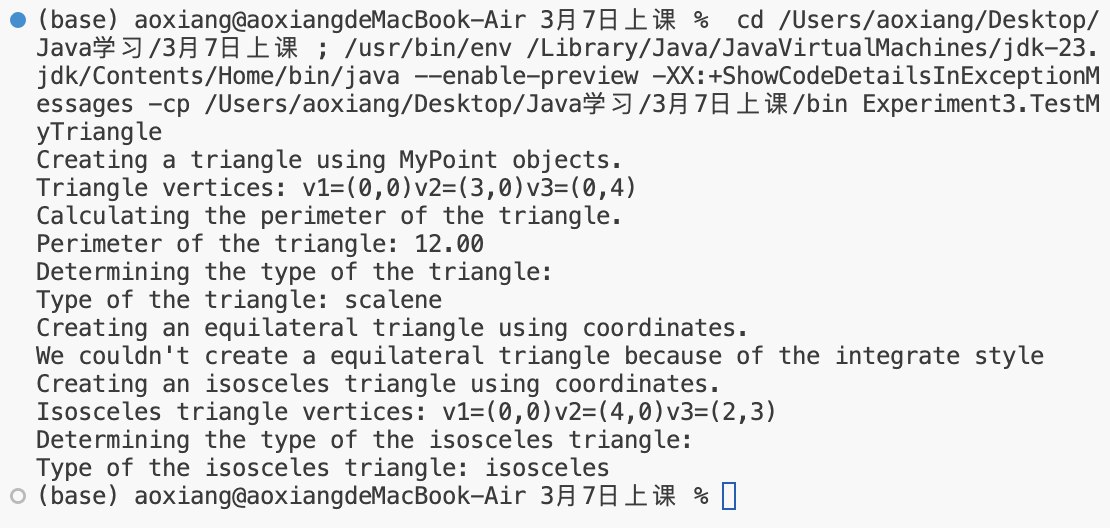 (base) aoxiang@aoxiangdeMacBook-Air 3月7日上课 %  cd /Users/aoxiang/Desktop/
Java学习/3月7日上课 ; /usr/bin/env /Library/Java/JavaVirtualMachines/jdk-23.
jdk/Contents/Home/bin/java --enable-preview -XX:+ShowCodeDetailsInExceptionM
essages -cp /Users/aoxiang/Desktop/Java学习/3月7日上课/bin Experiment3.TestM
yTriangle
Creating a triangle using MyPoint objects.
Triangle vertices: v1=(0,0)v2=(3,0)v3=(0,4)
Calculating the perimeter of the triangle.
Perimeter of the triangle: 12.00
Determining the type of the triangle:
Type of the triangle: scalene
Creating an equilateral triangle using coordinates.
We couldn't create a equilateral triangle because of the integrate style
Creating an isosceles triangle using coordinates.
Isosceles triangle vertices: v1=(0,0)v2=(4,0)v3=(2,3)
Determining the type of the isosceles triangle:
Type of the isosceles triangle: isosceles
(base) aoxiang@aoxiangdeMacBook-Air 3月7日上课 %